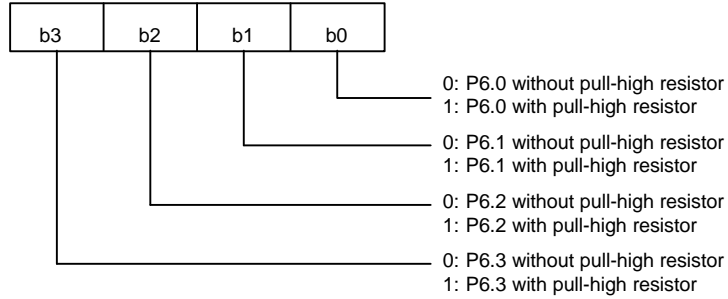 b3 b2 b1 b0
0: P6.0 without pull-high resistor
1: P6.0 with pull-high resistor
0: P6.1 without pull-high resistor
1: P6.1 with pull-high resistor
0: P6.2 without pull-high resistor
1: P6.2 with pull-high resistor
0: P6.3 without pull-high resistor
1: P6.3 with pull-high resistor